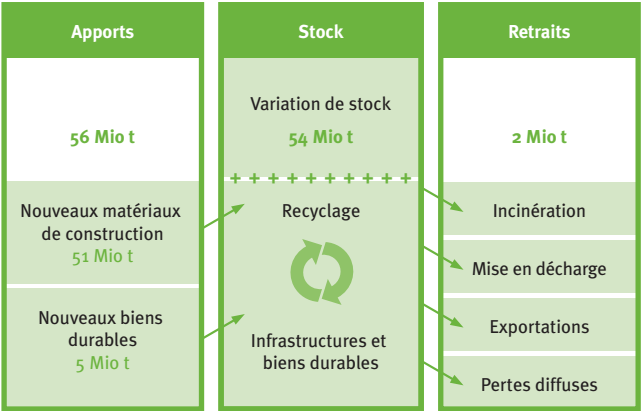 Apports
56 Mio t
Nouveaux matériaux
de construction
51 Mio t
Nouveaux biens
durables
5 Mio t
Stock
Variation de stock
54 Mio t
Recyclage
Infrastructures et
biens durables
Retraits
2 Mio t
Incinération
Mise en décharge
Exportations
Pertes diffuses